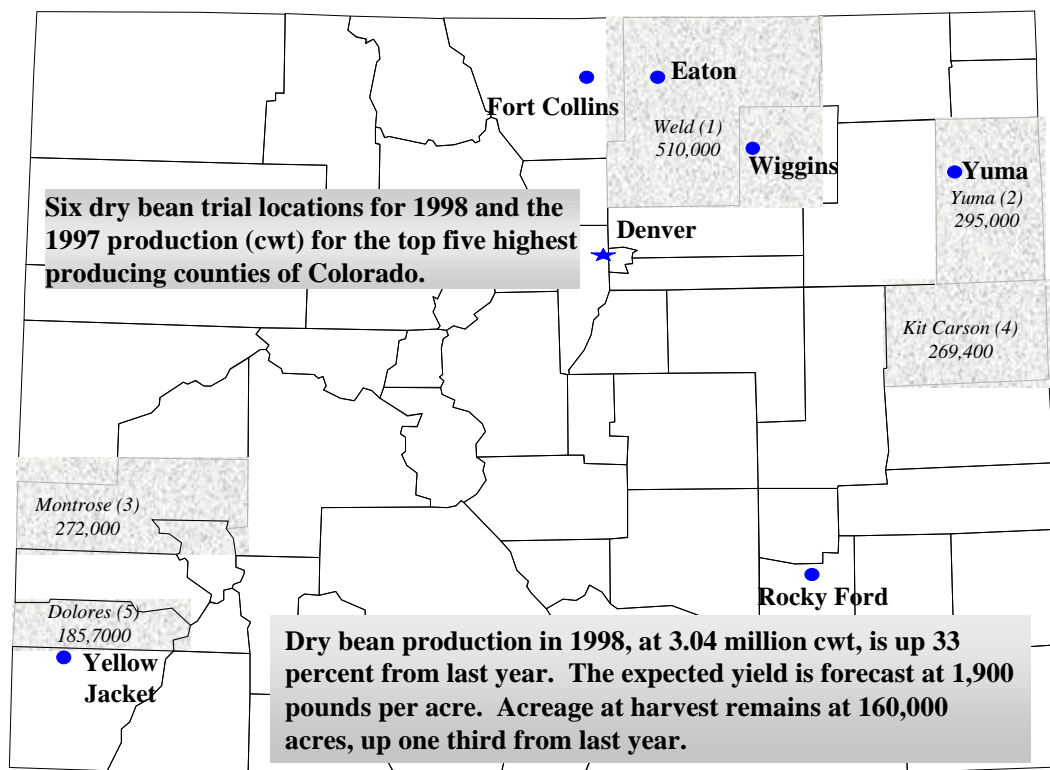 Eaton
Fort Collins
Weld (1)
510,000
Wiggins
Yuma
Yuma (2)
295,000
Six dry bean trial locations for 1998 and the
1997 production (cwt) for the top five highest
producing counties of Colorado.
Denver
Kit Carson (4)
269,400
Montrose (3)
272,000
Rocky Ford
Dolores (5)
185,7000
Yellow
Jacket
Dry bean production in 1998, at 3.04 million cwt, is up 33
percent from last year.  The expected yield is forecast at 1,900
pounds per acre.  Acreage at harvest remains at 160,000
acres, up one third from last year.